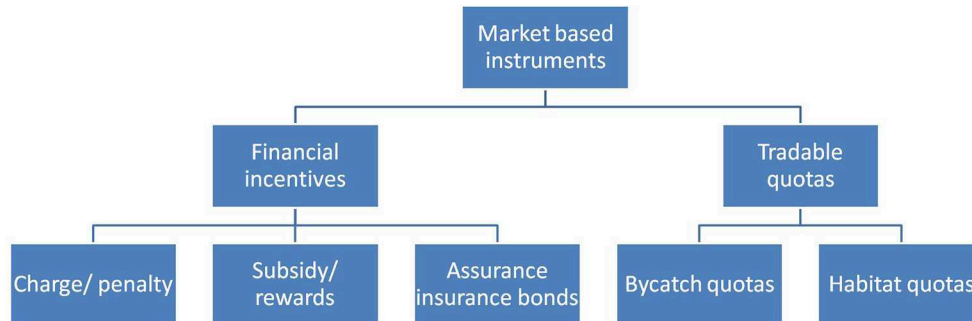 Market based
instruments
Financial
incentives
Tradable
quotas
Charge/ penalty
Subsidy/
rewards
Assurance
insurance bonds
Bycatch quotas
Habitat quotas